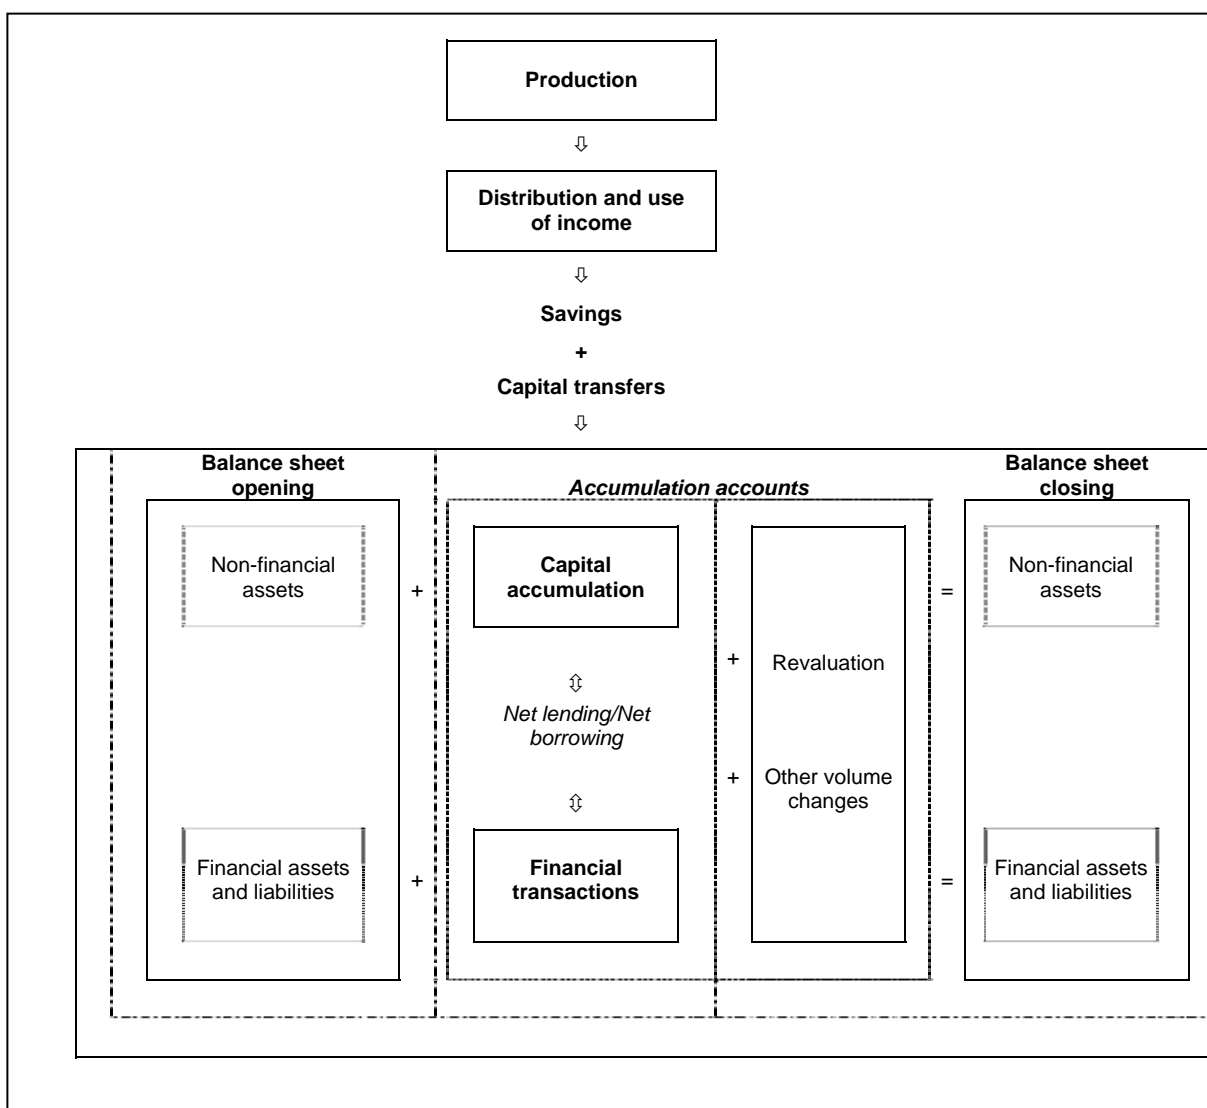 Production
⇩
Distribution and use
of income
⇩
Savings
+
Capital transfers
⇩
Balance sheet
opening
Accumulation accounts
Balance sheet
closing
Non-financial
assets
+
Capital
accumulation
=
Non-financial
assets
+
Revaluation
⇳
Net lending/Net
borrowing
+
Other volume
changes
⇳
Financial assets
and liabilities
+
Financial
transactions
=
Financial assets
and liabilities